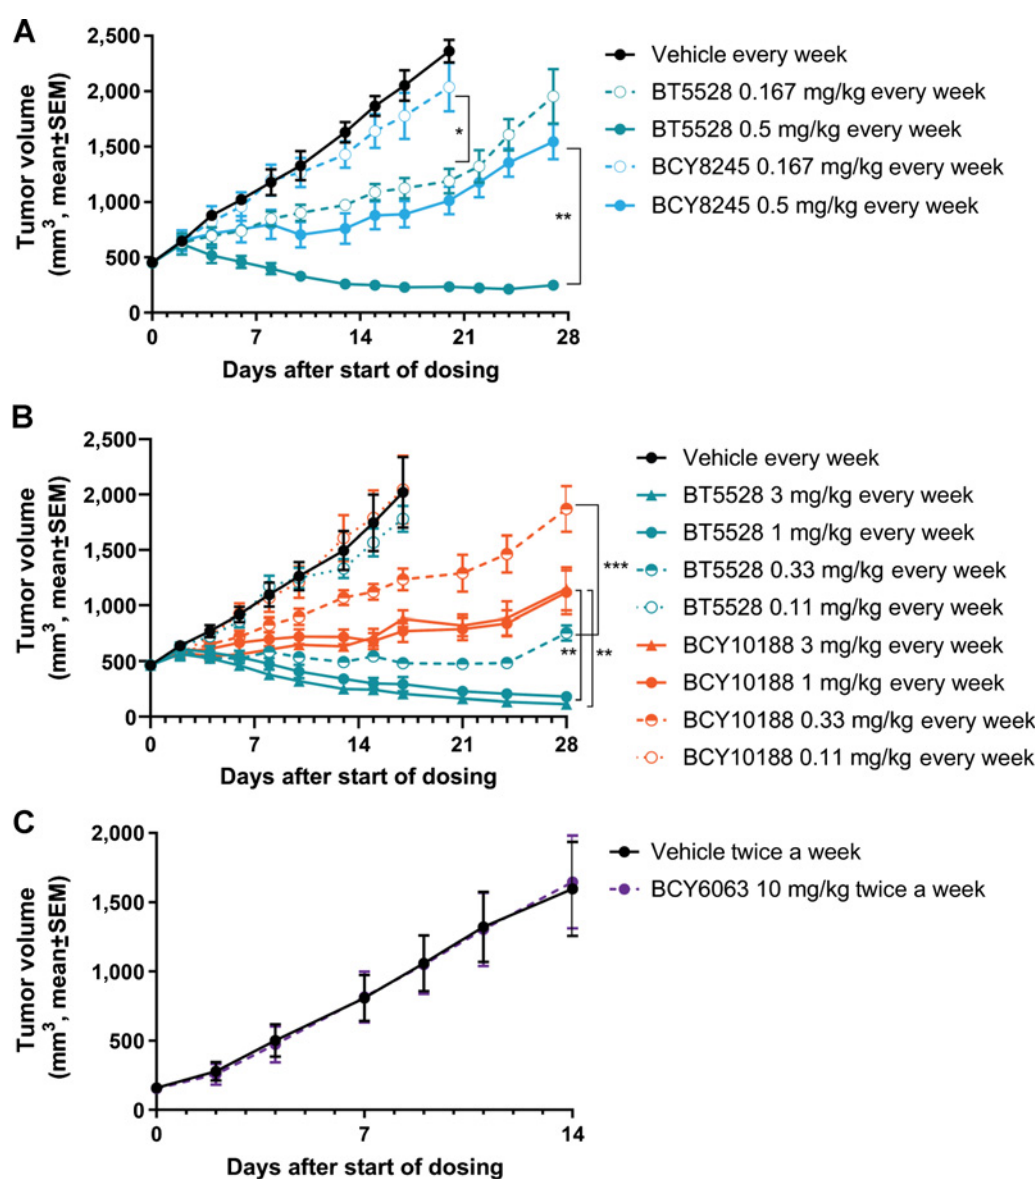 A
Tumor volume
(mm³, mean±SEM)
2,500
2,000
1,500
1,000
500
0
0 7 14 21 28
Days after start of dosing
*
**
Vehicle every week
BT5528 0.167 mg/kg every week
BT5528 0.5 mg/kg every week
BCY8245 0.167 mg/kg every week
BCY8245 0.5 mg/kg every week
B
Tumor volume
(mm³, mean±SEM)
2,500
2,000
1,500
1,000
500
0
0 7 14 21 28
Days after start of dosing
***
** **
Vehicle every week
BT5528 3 mg/kg every week
BT5528 1 mg/kg every week
BT5528 0.33 mg/kg every week
BT5528 0.11 mg/kg every week
BCY10188 3 mg/kg every week
BCY10188 1 mg/kg every week
BCY10188 0.33 mg/kg every week
BCY10188 0.11 mg/kg every week
C
Tumor volume
(mm³, mean±SEM)
2,000
1,500
1,000
500
0
0 7 14
Days after start of dosing
Vehicle twice a week
BCY6063 10 mg/kg twice a week